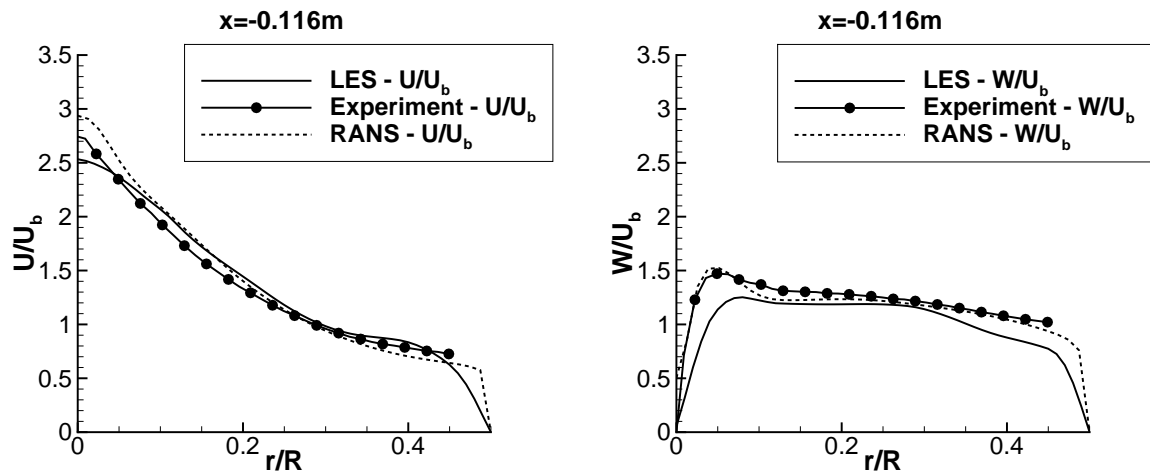 x=-0.116m
LES - U/U_b
Experiment - U/U_b
RANS - U/U_b
U/U_b
3.5
3
2.5
2
1.5
1
0.5
0
0
0.2
0.4
r/R
x=-0.116m
LES - W/U_b
Experiment - W/U_b
RANS - W/U_b
W/U_b
3.5
3
2.5
2
1.5
1
0.5
0
0
0.2
0.4
r/R